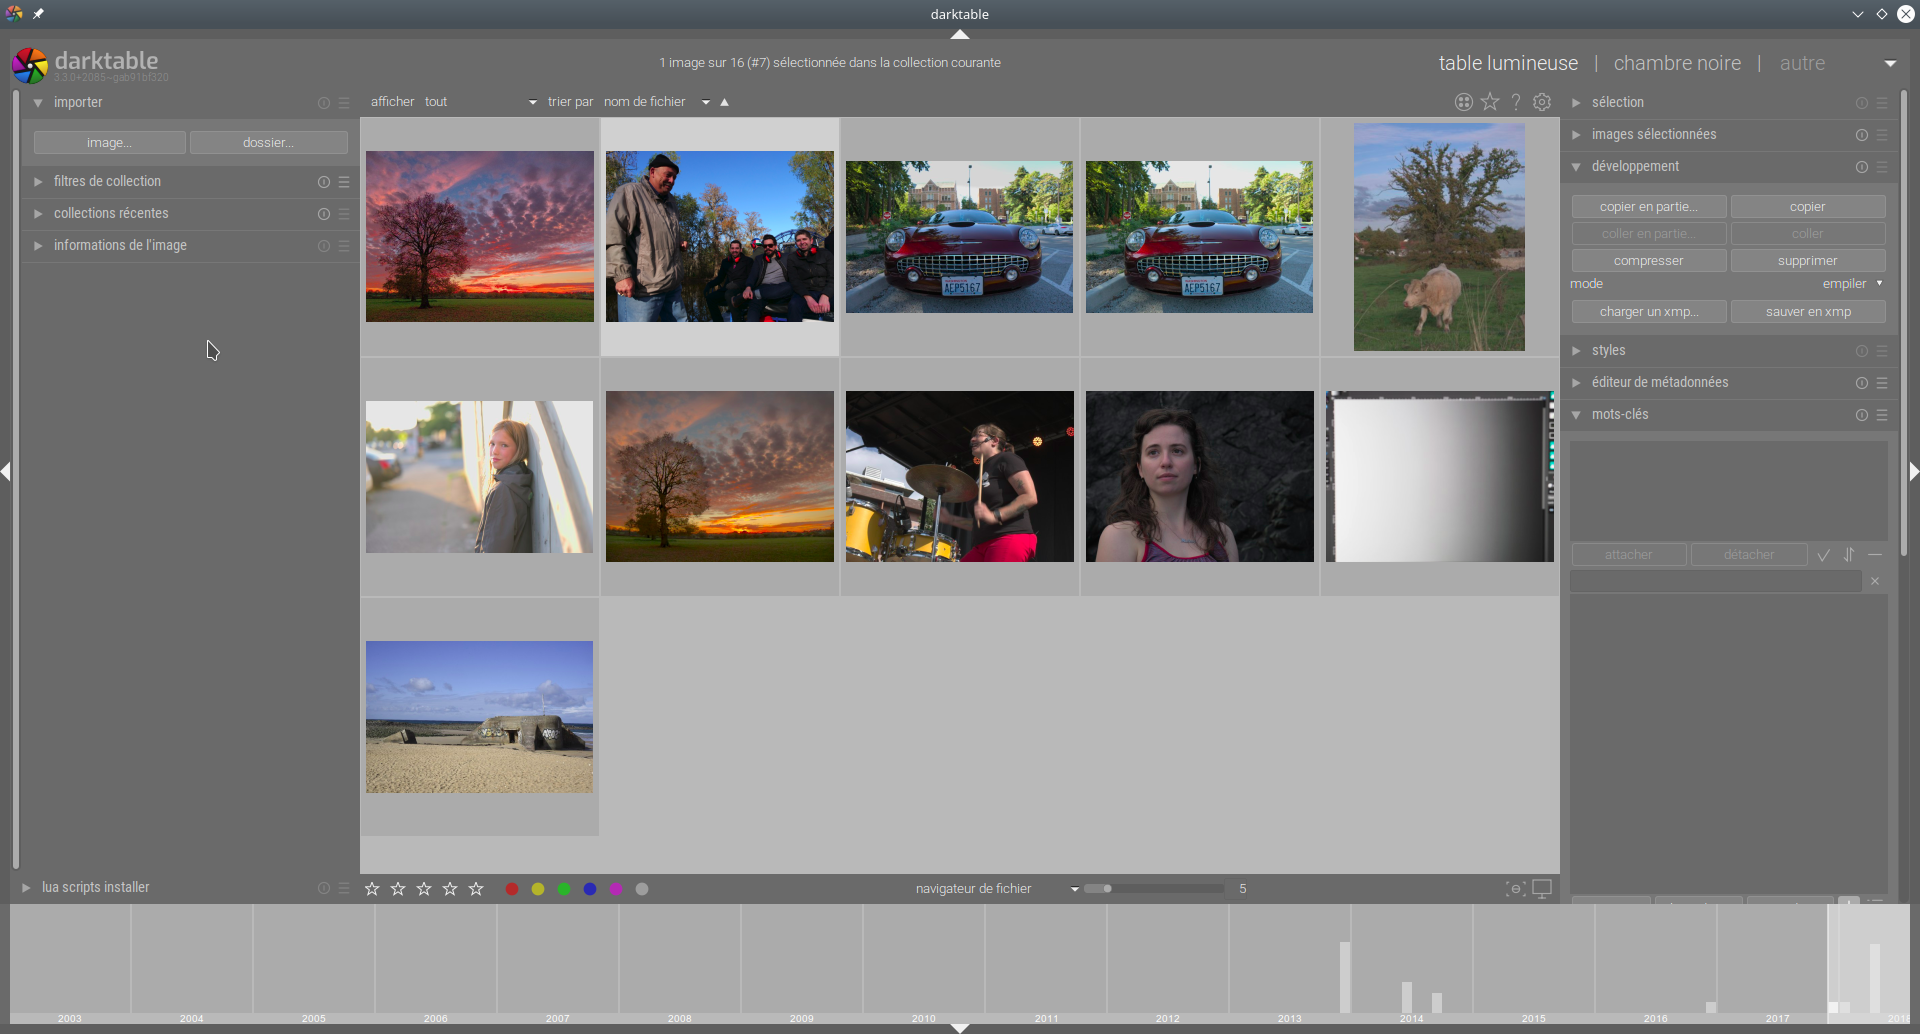 darktable
darktable
3.3.0+2085~gab91bf320
1 image sur 16 (#7) sélectionnée dans la collection courante
table lumineuse | chambre noire | autre
importer
image...
dossier...
filtres de collection
collections récentes
informations de l'image
lua scripts installer
afficher tout
trier par nom de fichier
AEP5167
AEP5167
navigateur de fichier
5
sélection
images sélectionnées
développement
copier en partie...
copier
coller en partie...
coller
compresser
supprimer
mode
empiler
charger un xmp...
sauver en xmp
styles
éditeur de métadonnées
mots-clés
attacher
détacher
2003 2004 2005 2006 2007 2008 2009 2010 2011 2012 2013 2014 2015 2016 2017